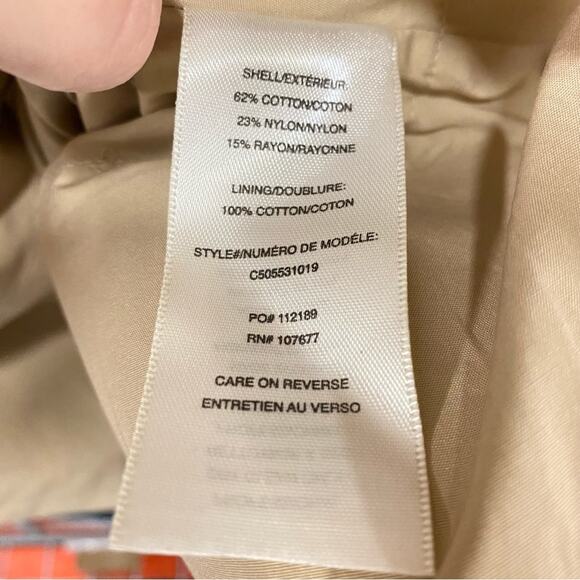 SHELL/EXTÉRIEUR:
62% COTTON/COTON
23% NYLON/NYLON
15% RAYON/RAYONNE
LINING/DOUBLURE:
100% COTTON/COTON
STYLE#/NUMÉRO DE MODÉLE:
C505531019
PO# 112189
RN# 107677
CARE ON REVERSE
ENTRETIEN AU VERSO